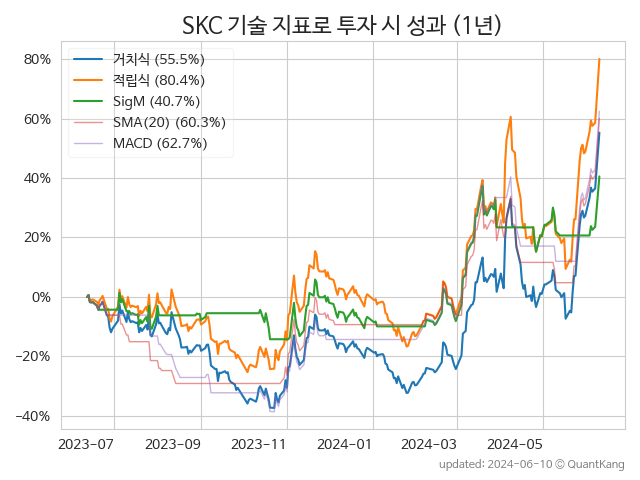 SKC 기술 지표로 투자 시 성과 (1년)
80%
60%
40%
20%
0%
−20%
−40%
거치식 (55.5%)
적립식 (80.4%)
SigM (40.7%)
SMA(20) (60.3%)
MACD (62.7%)
2023-07 2023-09 2023-11 2024-01 2024-03 2024-05
updated: 2024-06-10 © QuantKang